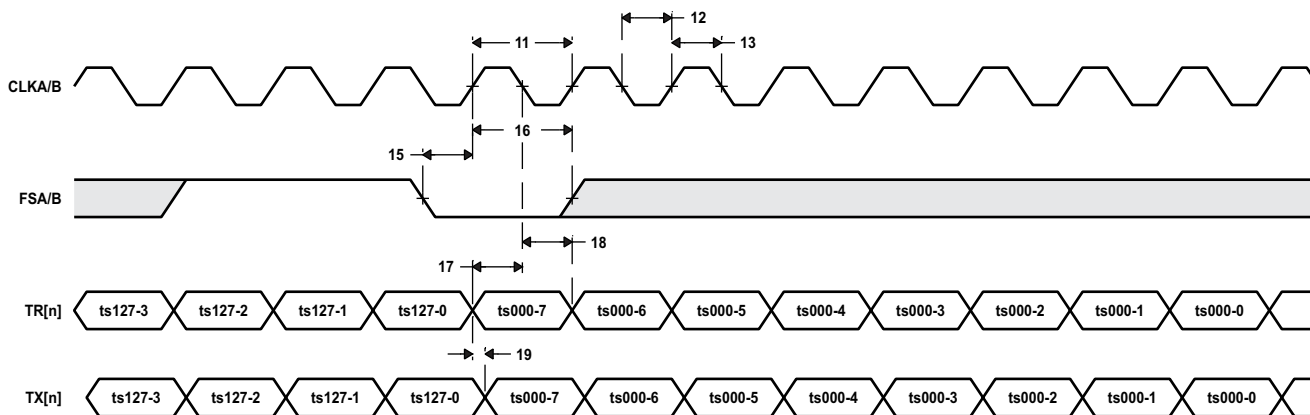 12
11
13
CLKA/B
16
15
FSA/B
18
17
TR[n] ts127-3 ts127-2 ts127-1 ts127-0 ts000-7 ts000-6 ts000-5 ts000-4 ts000-3 ts000-2 ts000-1 ts000-0
19
TX[n] ts127-3 ts127-2 ts127-1 ts127-0 ts000-7 ts000-6 ts000-5 ts000-4 ts000-3 ts000-2 ts000-1 ts000-0